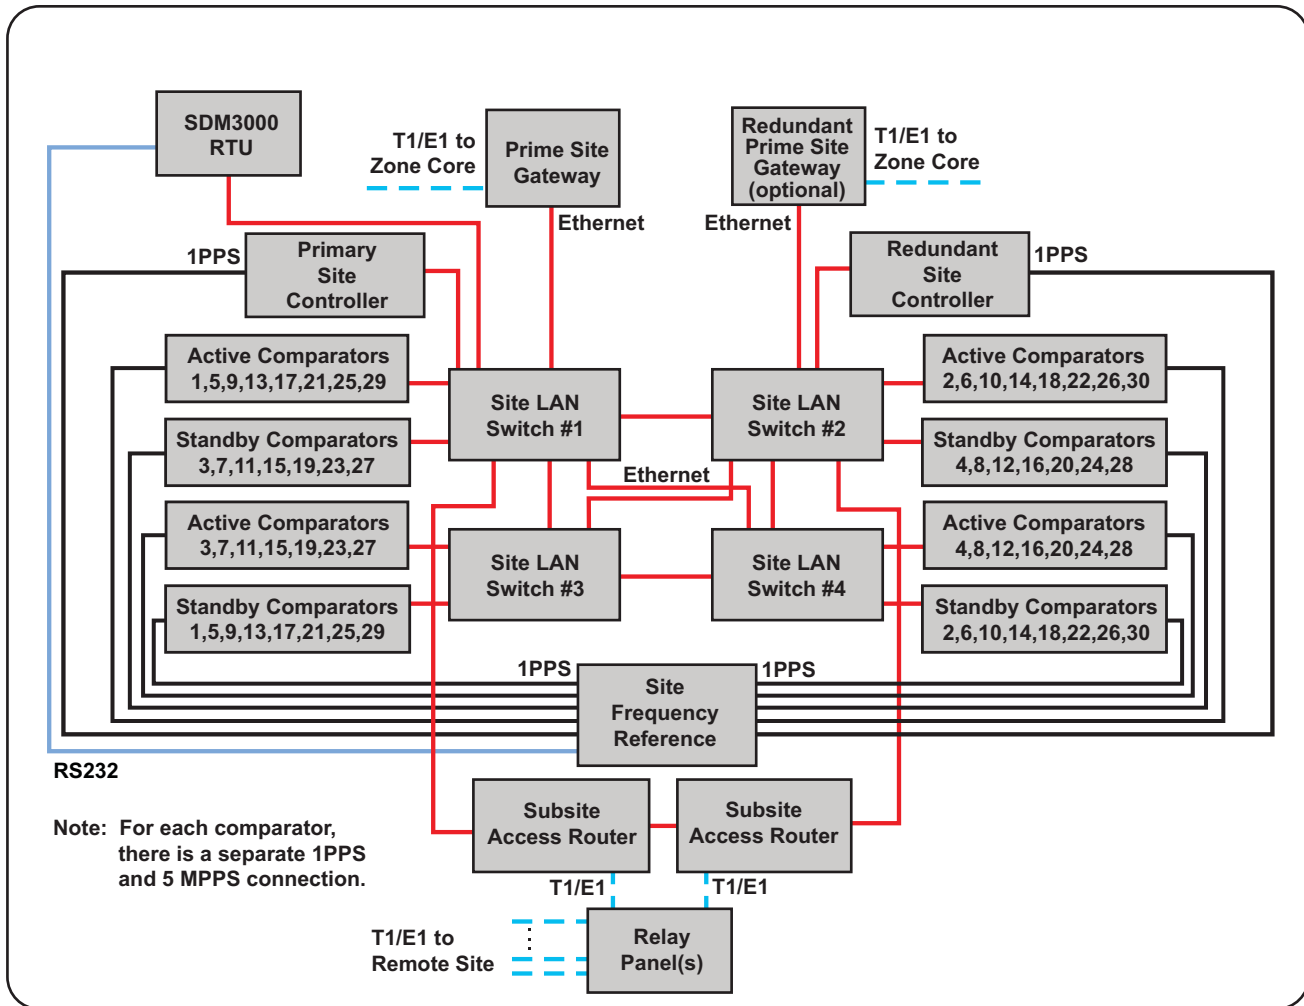 SDM3000
RTU
T1/E1 to
Zone Core
Prime Site
Gateway
Redundant
Prime Site
Gateway
(optional)
T1/E1 to
Zone Core
Ethernet
Ethernet
1PPS
Primary
Site
Controller
Redundant
Site
Controller
1PPS
Active Comparators
1,5,9,13,17,21,25,29
Site LAN
Switch #1
Site LAN
Switch #2
Active Comparators
2,6,10,14,18,22,26,30
Standby Comparators
3,7,11,15,19,23,27
Standby Comparators
4,8,12,16,20,24,28
Ethernet
Active Comparators
3,7,11,15,19,23,27
Site LAN
Switch #3
Site LAN
Switch #4
Active Comparators
4,8,12,16,20,24,28
Standby Comparators
1,5,9,13,17,21,25,29
Standby Comparators
2,6,10,14,18,22,26,30
1PPS
Site
Frequency
Reference
1PPS
RS232
Subsite
Access Router
Subsite
Access Router
Note: For each comparator,
there is a separate 1PPS
and 5 MPPS connection.
T1/E1
T1/E1
T1/E1 to
Remote Site
Relay
Panel(s)